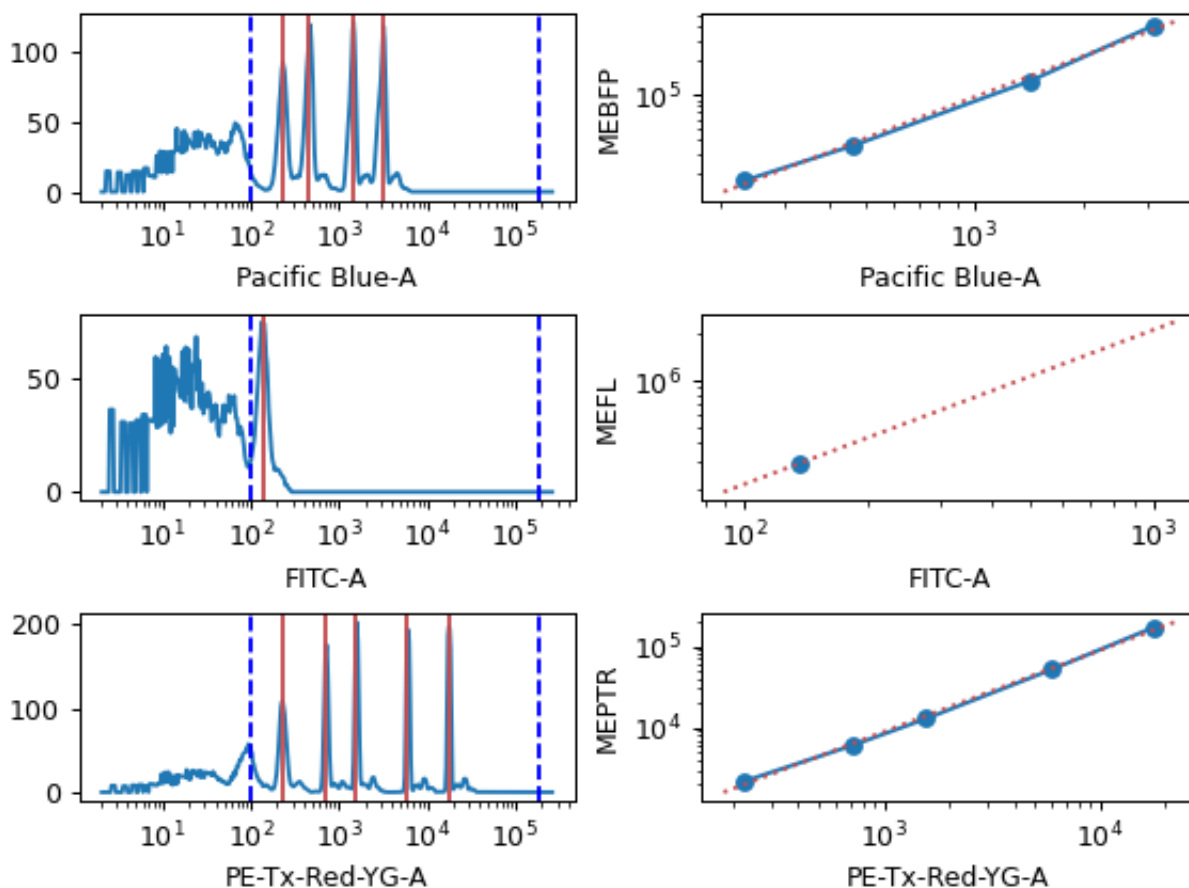 100
50
0
10^1 10^2 10^3 10^4 10^5
Pacific Blue-A
MEBFP
10^5
10^3
Pacific Blue-A
50
0
10^1 10^2 10^3 10^4 10^5
FITC-A
MEFL
10^6
10^2 10^3
FITC-A
200
100
0
10^1 10^2 10^3 10^4 10^5
PE-Tx-Red-YG-A
MEPTR
10^5
10^4
10^3 10^4
PE-Tx-Red-YG-A